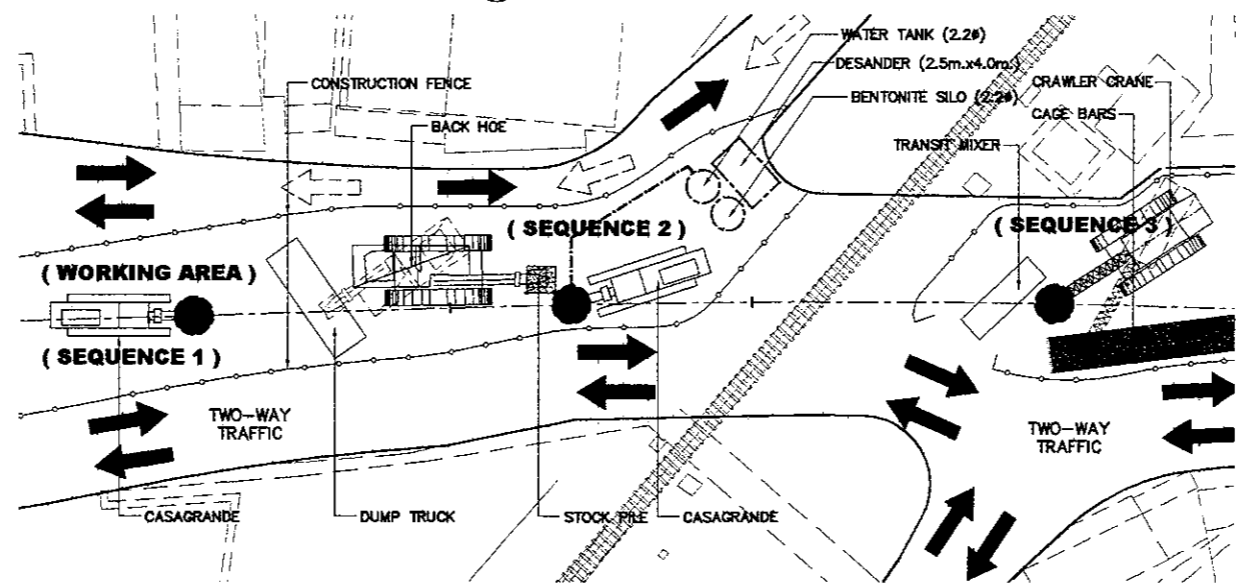 WATER TANK (2.2ø)
DESANDER (2.5m.x4.0m.)
CONSTRUCTION FENCE
CRAWLER CRANE
BENTONITE SILO (2.2ø)
CAGE BARS
BACK HOE
TRANSIT MIXER
( SEQUENCE 2 )
( SEQUENCE 3 )
( WORKING AREA )
( SEQUENCE 1 )
TWO-WAY
TRAFFIC
TWO-WAY
TRAFFIC
CASAGRANDE
DUMP TRUCK
STOCK PILE
CASAGRANDE